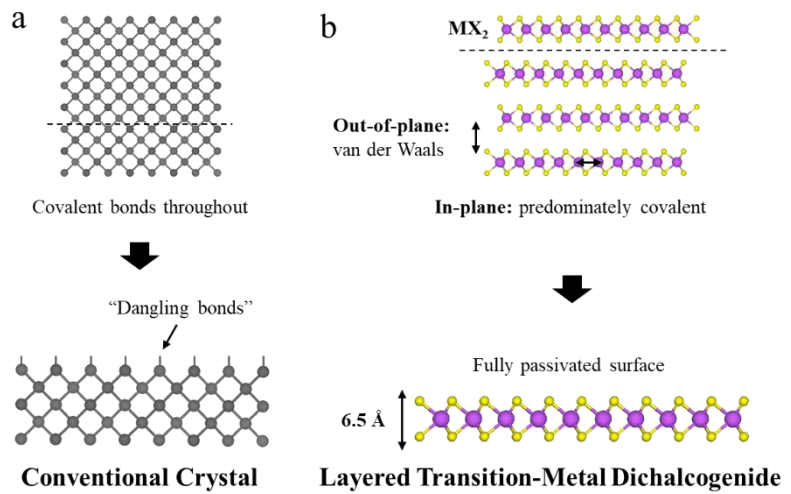 a
Covalent bonds throughout
“Dangling bonds”
Conventional Crystal
b
MX₂
Out-of-plane:
van der Waals
In-plane: predominately covalent
Fully passivated surface
6.5 Å
Layered Transition-Metal Dichalcogenide